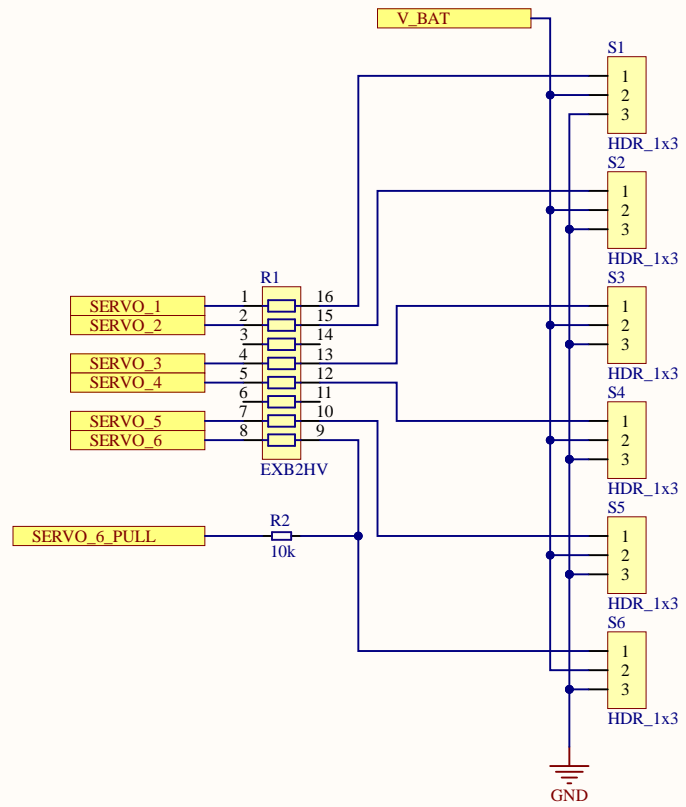 V_BAT
S1
1
2
3
HDR_1x3
S2
1
2
3
HDR_1x3
R1
SERVO_1 1 16
SERVO_2 2 15
3 14
SERVO_3 4 13
SERVO_4 5 12
6 11
SERVO_5 7 10
SERVO_6 8 9
EXB2HV
S3
1
2
3
HDR_1x3
S4
1
2
3
HDR_1x3
SERVO_6_PULL
R2
10k
S5
1
2
3
HDR_1x3
S6
1
2
3
HDR_1x3
GND